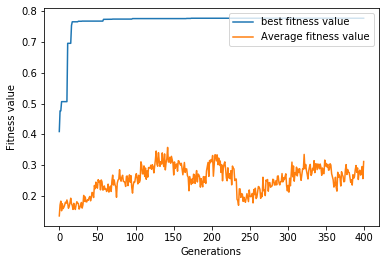 0.8
0.7
0.6
0.5
0.4
0.3
0.2
Fitness value
best fitness value
Average fitness value
0 50 100 150 200 250 300 350 400
Generations